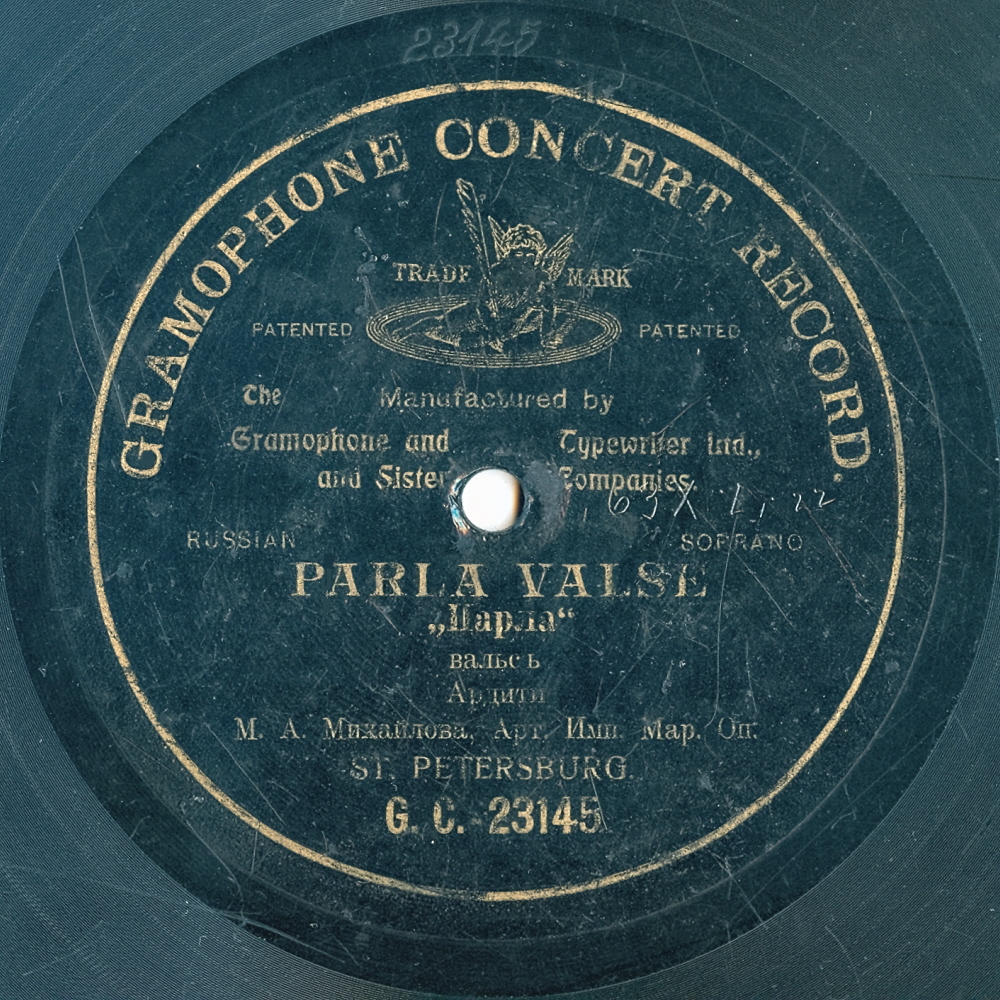 23145
GRAMOPHONE CONCERT RECORD.
TRADE MARK
PATENTED PATENTED
The Manufactured by
Gramophone and Typewriter Ltd.,
and Sister Companies.
RUSSIAN SOPRANO
PARLA VALSE
„Парла“
вальсъ
Ардити
М. А. Михайлова, Арт. Имп. Мар. Оп.
ST. PETERSBURG.
G. C.-23145